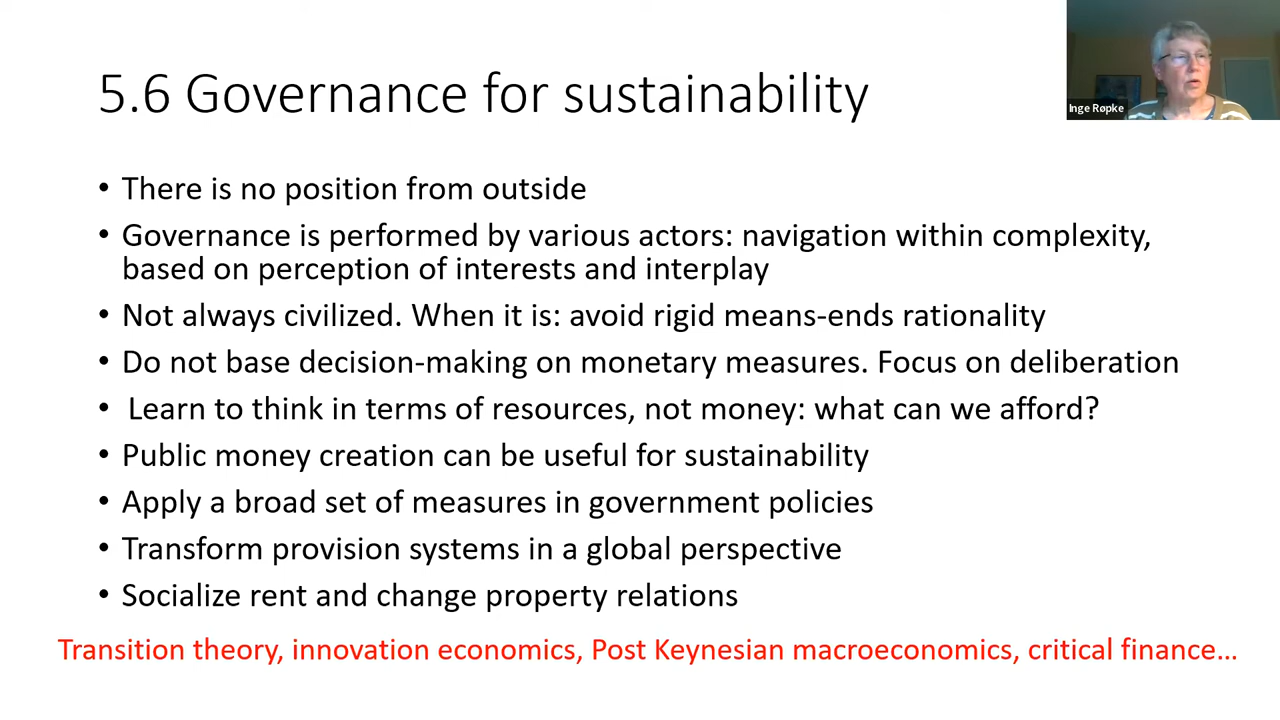 5.6 Governance for sustainability
Inge Røpke
• There is no position from outside
• Governance is performed by various actors: navigation within complexity,
based on perception of interests and interplay
• Not always civilized. When it is: avoid rigid means-ends rationality
• Do not base decision-making on monetary measures. Focus on deliberation
• Learn to think in terms of resources, not money: what can we afford?
• Public money creation can be useful for sustainability
• Apply a broad set of measures in government policies
• Transform provision systems in a global perspective
• Socialize rent and change property relations
Transition theory, innovation economics, Post Keynesian macroeconomics, critical finance…